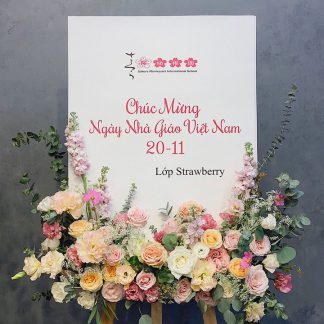 Sakura Montessori International School
Chúc Mừng
Ngày Nhà Giáo Việt Nam
20-11
Lớp Strawberry